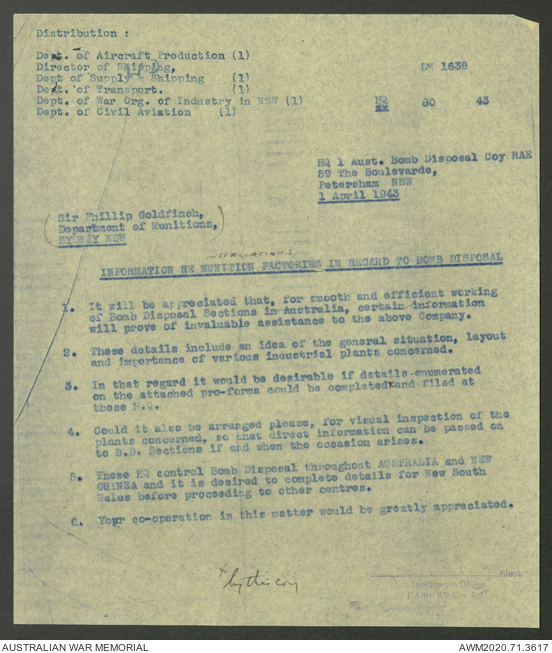 Distribution :
Dept. of Aircraft Production (1)
Director of Shipping,
Dept of Supply & Shipping (1)
Dept. of Transport. (1)
Dept. of War Org. of Industry in NSW (1)
Dept. of Civil Aviation (1)
LM 1638
80 43
HQ 1 Aust. Bomb Disposal Coy RAE
59 The Boulevarde,
Petersham NSW
1 April 1943
Sir Phillip Goldfinch,
Department of Munitions,
SYDNEY NSW
INSTALLATIONS
INFORMATION RE MUNITION FACTORIES IN REGARD TO BOMB DISPOSAL
1. It will be appreciated that, for smooth and efficient working
of Bomb Disposal Sections in Australia, certain information
will prove of invaluable assistance to the above Company.
2. These details include an idea of the general situation, layout
and importance of various industrial plants concerned.
3. In that regard it would be desirable if details enumerated
on the attached pro-forma could be completed and filed at
these H.Q.
4. Could it also be arranged please, for visual inspection of the
plants concerned, so that direct information can be passed on
to B.D. Sections if and when the occasion arises.
5. These HQ control Bomb Disposal throughout AUSTRALIA and NEW
GUINEA and it is desired to complete details for New South
Wales before proceeding to other centres.
6. Your co-operation in this matter would be greatly appreciated.
x by this coy.
Lieut
Intelligence Officer
AUSTRALIAN WAR MEMORIAL
AWM2020.71.3617